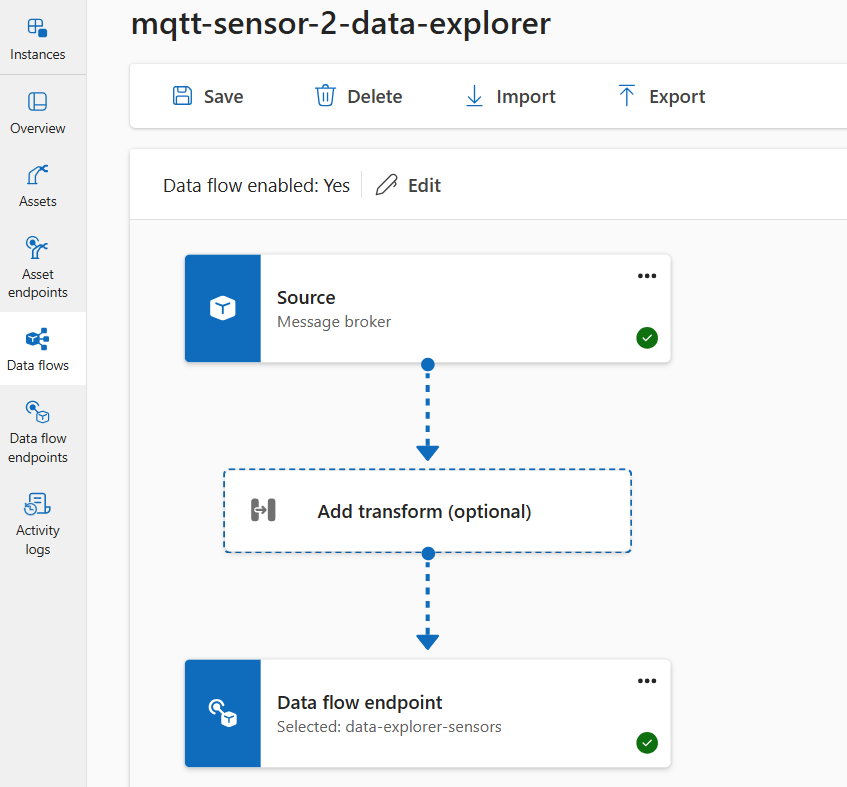 mqtt-sensor-2-data-explorer
Instances
Overview
Assets
Asset
endpoints
Data flows
Data flow
endpoints
Activity
logs
Save
Delete
Import
Export
Data flow enabled: Yes
Edit
Source
Message broker
Add transform (optional)
Data flow endpoint
Selected: data-explorer-sensors